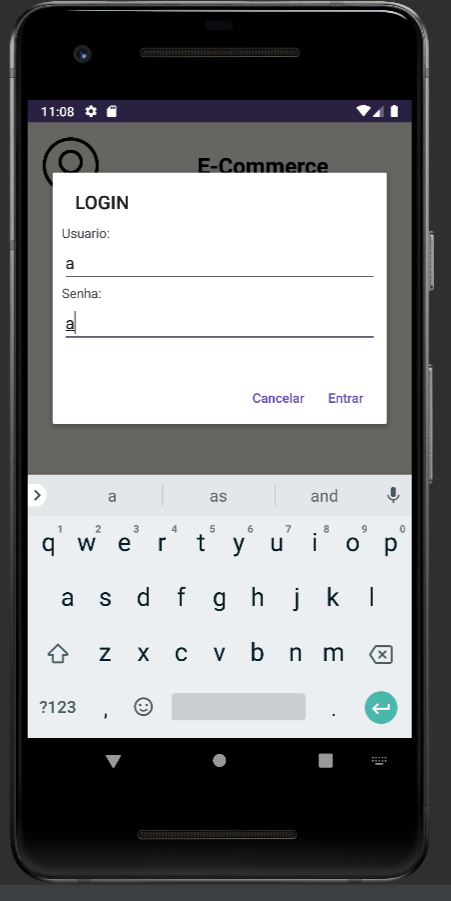 11:08
E-Commerce
LOGIN
Usuario:
a
Senha:
a
Cancelar Entrar
a as and
q 1 w 2 e 3 r 4 t 5 y 6 u 7 i 8 o 9 p 0
a s d f g h j k l
z x c v b n m
?123 , .